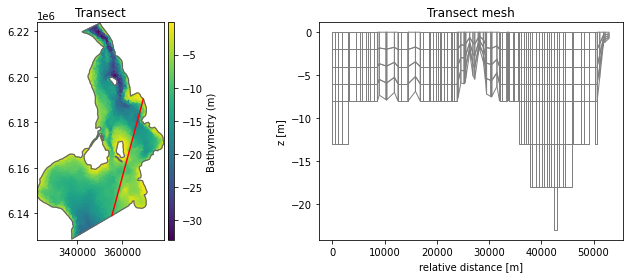 Transect
1e6
6.22
6.20
6.18
6.16
6.14
340000 360000
0
−5
−10
−15
−20
−25
−30
Bathymetry (m)
Transect mesh
0
−5
−10
−15
−20
z [m]
0 10000 20000 30000 40000 50000
relative distance [m]